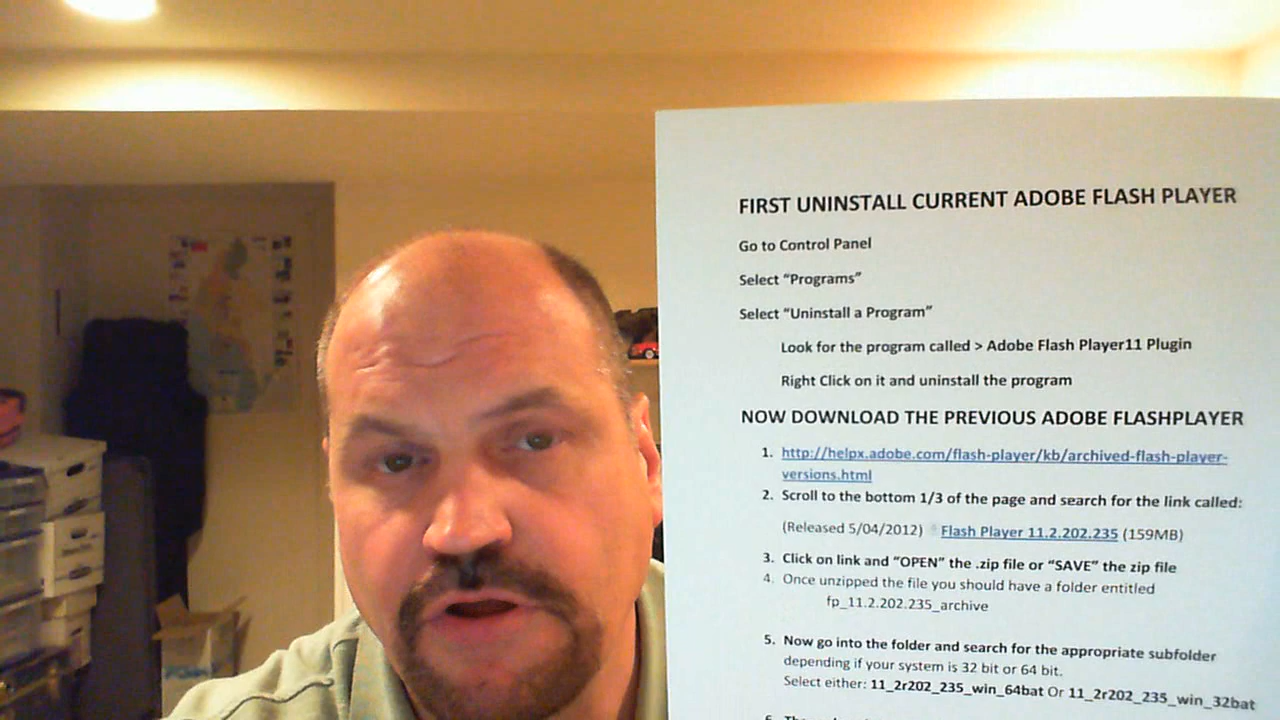 FIRST UNINSTALL CURRENT ADOBE FLASH PLAYER
Go to Control Panel
Select “Programs”
Select “Uninstall a Program”
Look for the program called > Adobe Flash Player11 Plugin
Right Click on it and uninstall the program
NOW DOWNLOAD THE PREVIOUS ADOBE FLASHPLAYER
1. http://helpx.adobe.com/flash-player/kb/archived-flash-player-
versions.html
2. Scroll to the bottom 1/3 of the page and search for the link called:
(Released 5/04/2012) Flash Player 11.2.202.235 (159MB)
3. Click on link and “OPEN” the .zip file or “SAVE” the zip file
4. Once unzipped the file you should have a folder entitled
fp_11.2.202.235_archive
5. Now go into the folder and search for the appropriate subfolder
depending if your system is 32 bit or 64 bit.
Select either: 11_2r202_235_win_64bat Or 11_2r202_235_win_32bat